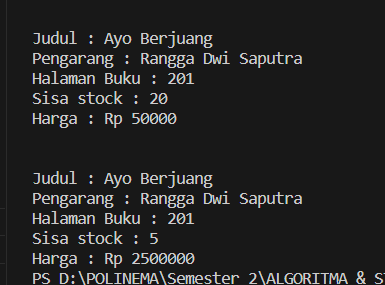 Judul : Ayo Berjuang
Pengarang : Rangga Dwi Saputra
Halaman Buku : 201
Sisa stock : 20
Harga : Rp 50000
Judul : Ayo Berjuang
Pengarang : Rangga Dwi Saputra
Halaman Buku : 201
Sisa stock : 5
Harga : Rp 2500000
PS D:\POLINEMA\Semester 2\ALGORITMA & S